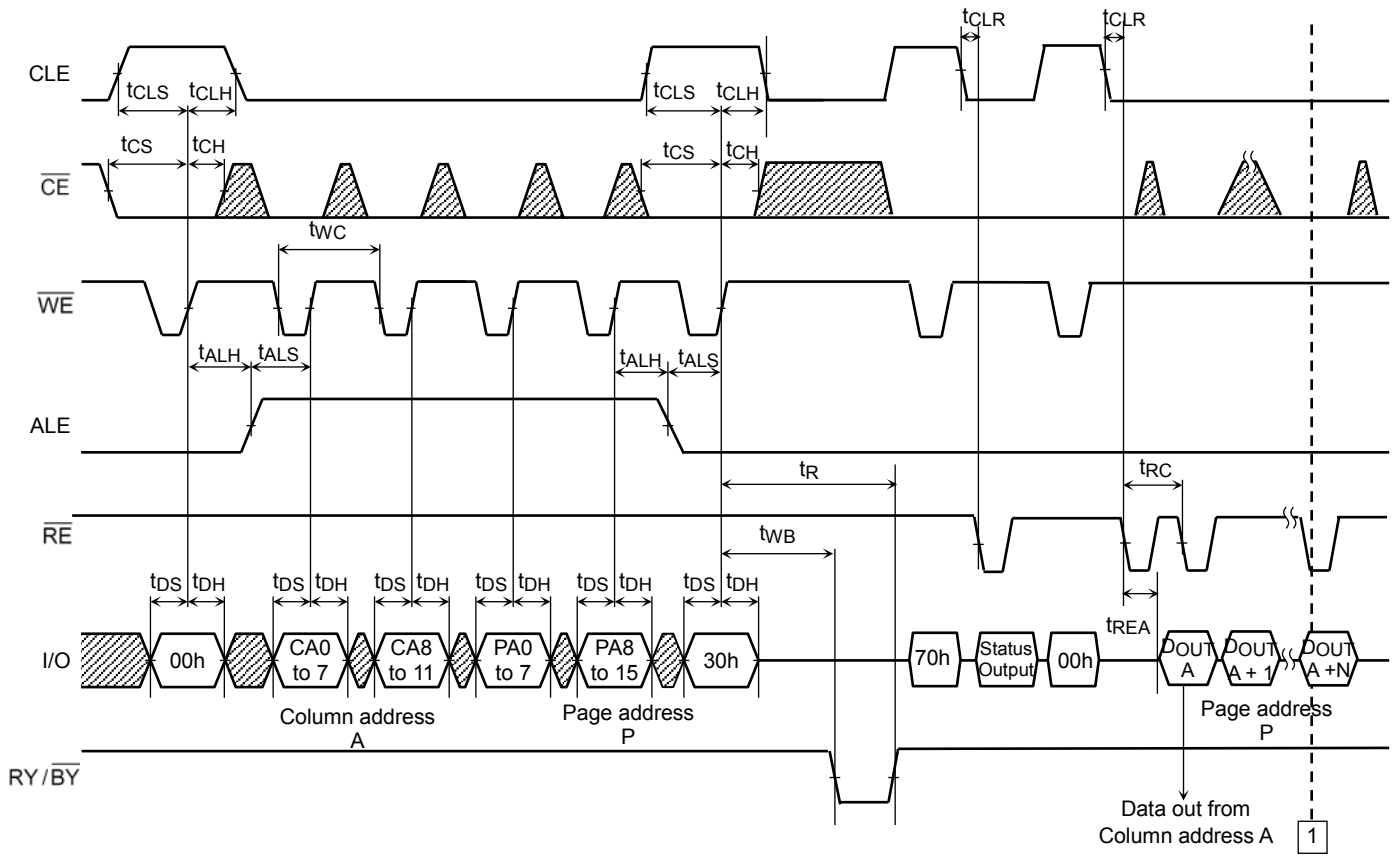 tCLR tCLR
CLE
tCLS tCLH tCLS tCLH
tCS tCH tCS tCH
CE
tWC
WE
tALH tALS tALH tALS
ALE
tR
tRC
RE
tWB
tDS tDH tDS tDH tDS tDH tDS tDH tDS tDH tDS tDH
tREA
I/O
00h
CA0
to 7
CA8
to 11
PA0
to 7
PA8
to 15
30h
70h
Status
Output
00h
DOUT
A
DOUT
A + 1
DOUT
A +N
Column address
A
Page address
P
Page address
P
RY/BY
Data out from
Column address A
1